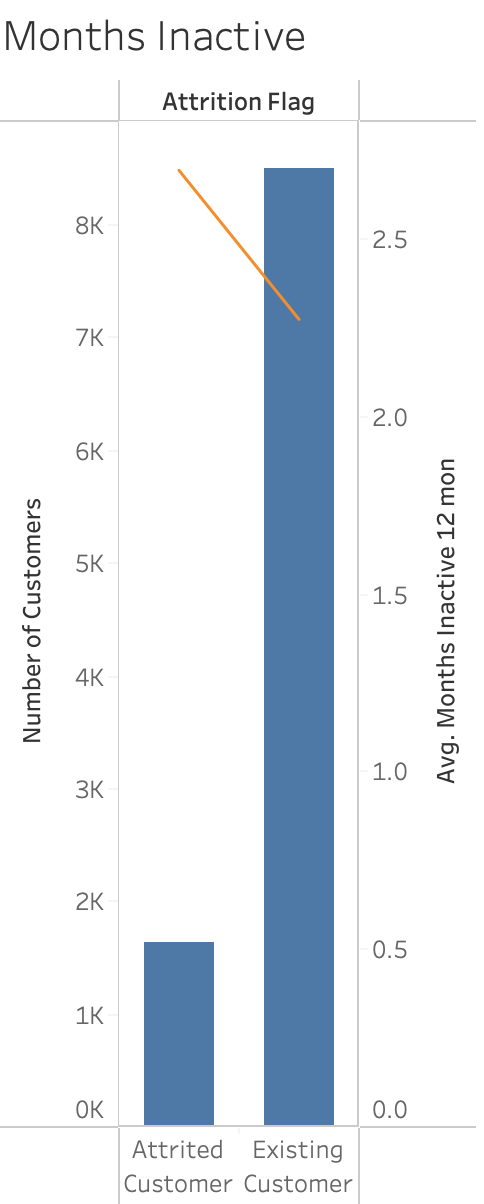 Months Inactive
Attrition Flag
Number of Customers
8K
7K
6K
5K
4K
3K
2K
1K
0K
2.5
2.0
1.5
1.0
0.5
0.0
Avg. Months Inactive 12 mon
Attrited
Customer
Existing
Customer